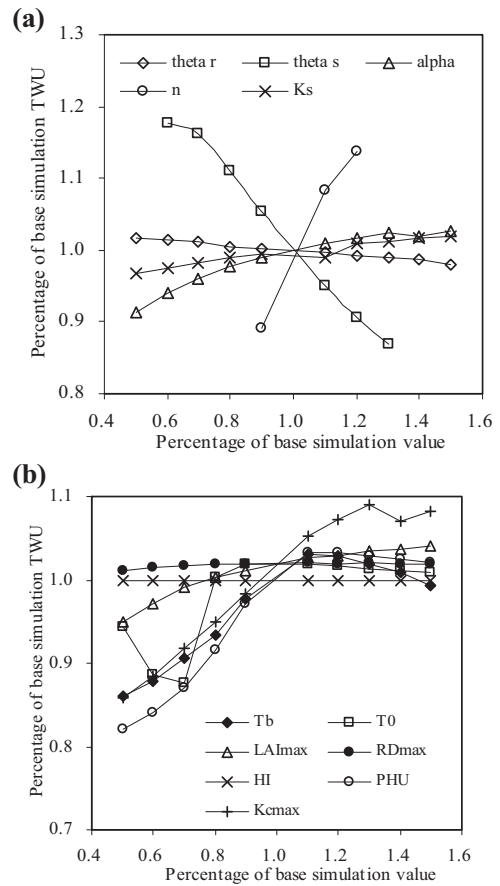 (a)
1.3
1.2
1.1
1.0
0.9
0.8
Percentage of base simulation TWU
theta r
theta s
alpha
n
Ks
0.4
0.6
0.8
1.0
1.2
1.4
1.6
Percentage of base simulation value
(b)
1.1
1.0
0.9
0.8
0.7
Percentage of base simulation TWU
Tb
T0
LAImax
RDmax
HI
PHU
Kcmax
0.4
0.6
0.8
1.0
1.2
1.4
1.6
Percentage of base simulation value